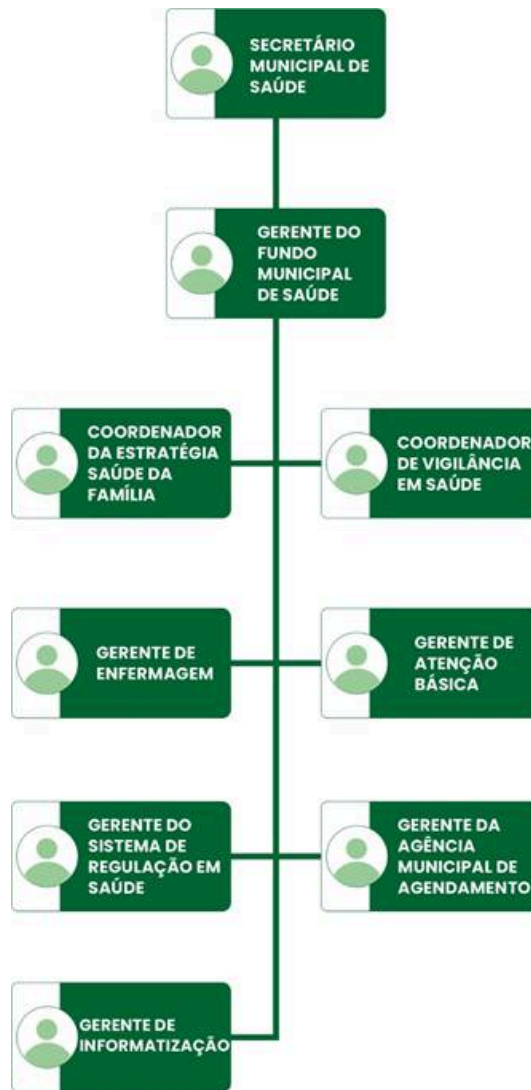 SECRETÁRIO
MUNICIPAL DE
SAÚDE
GERENTE DO
FUNDO
MUNICIPAL
DE SAÚDE
COORDENADOR
DA ESTRATÉGIA
SAÚDE DA
FAMÍLIA
COORDENADOR
DE VIGILÂNCIA
EM SAÚDE
GERENTE DE
ENFERMAGEM
GERENTE DE
ATENÇÃO
BÁSICA
GERENTE DO
SISTEMA DE
REGULAÇÃO EM
SAÚDE
GERENTE DA
AGÊNCIA
MUNICIPAL DE
AGENDAMENTO
GERENTE DE
INFORMATIZAÇÃO